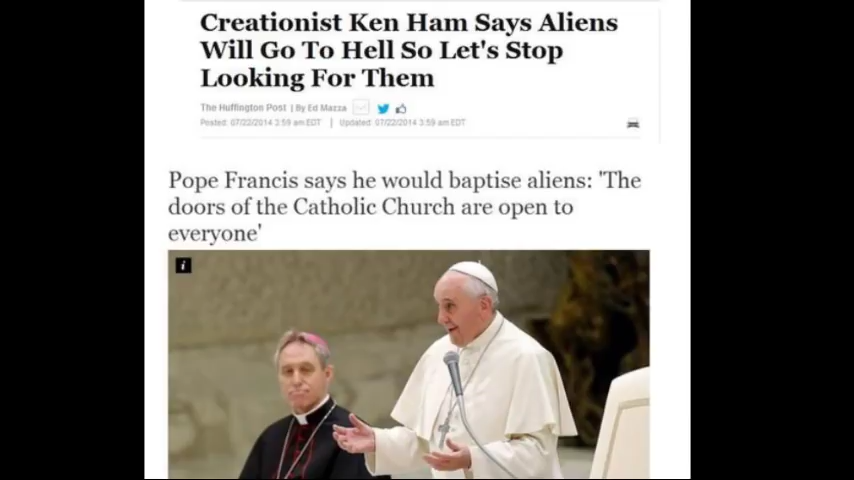 Creationist Ken Ham Says Aliens
Will Go To Hell So Let's Stop
Looking For Them
The Huffington Post | By Ed Mazza
Posted: 07/22/2014 3:59 am EDT | Updated: 07/22/2014 3:59 am EDT
Pope Francis says he would baptise aliens: 'The
doors of the Catholic Church are open to
everyone'
i